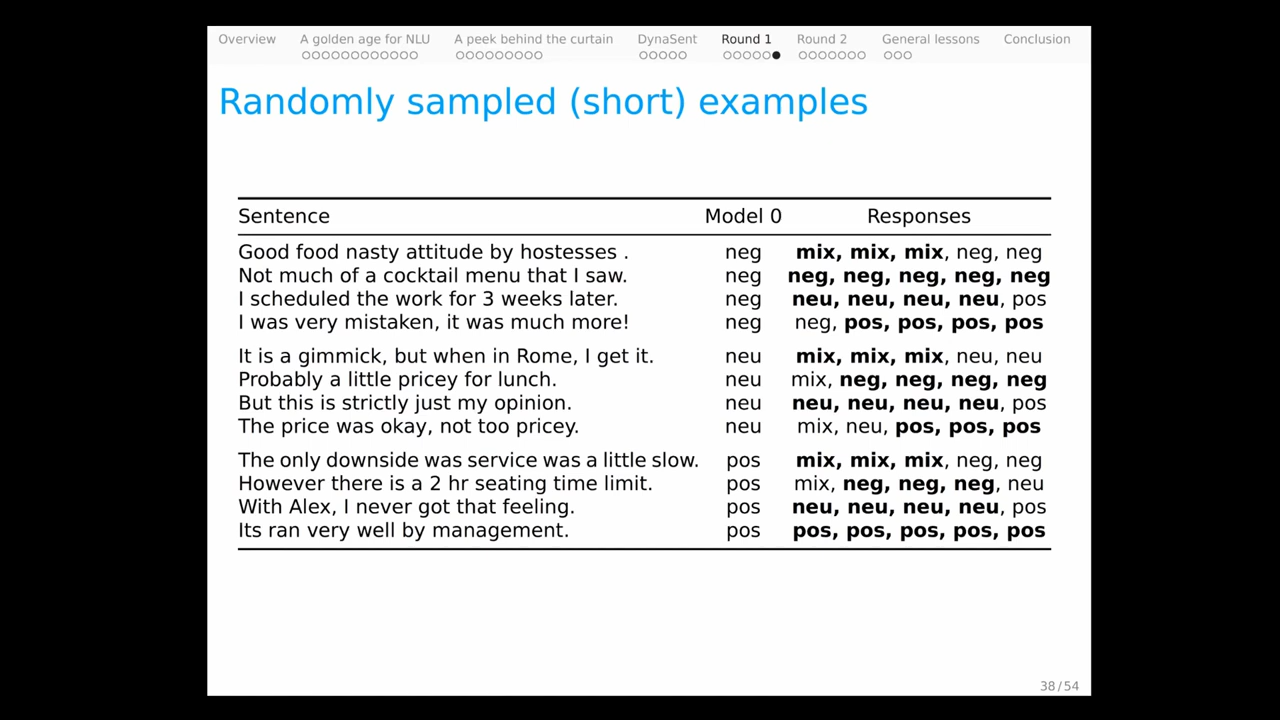 Overview A golden age for NLU A peek behind the curtain DynaSent Round 1 Round 2 General lessons Conclusion
Randomly sampled (short) examples
Sentence Model 0 Responses
Good food nasty attitude by hostesses . neg mix, mix, mix, neg, neg
Not much of a cocktail menu that I saw. neg neg, neg, neg, neg, neg
I scheduled the work for 3 weeks later. neg neu, neu, neu, neu, pos
I was very mistaken, it was much more! neg neg, pos, pos, pos, pos
It is a gimmick, but when in Rome, I get it. neu mix, mix, mix, neu, neu
Probably a little pricey for lunch. neu mix, neg, neg, neg, neg
But this is strictly just my opinion. neu neu, neu, neu, neu, pos
The price was okay, not too pricey. neu mix, neu, pos, pos, pos
The only downside was service was a little slow. pos mix, mix, mix, neg, neg
However there is a 2 hr seating time limit. pos mix, neg, neg, neg, neu
With Alex, I never got that feeling. pos neu, neu, neu, neu, pos
Its ran very well by management. pos pos, pos, pos, pos, pos
38 / 54